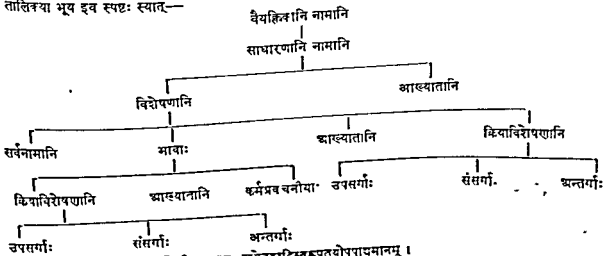 तालिकया भूय इव स्पष्टः स्यात्—
वैयक्तिकानि नामानि
साधारणानि नामानि
विशेषणानि आख्यातानि
सर्वनामानि भावाः आख्यातानि क्रियाविशेषणानि
क्रियाविशेषणानि आख्यातानि कर्मप्रवचनीयाः उपसर्गाः संसर्गाः अन्तर्गाः
उपसर्गाः संसर्गाः अन्तर्गाः